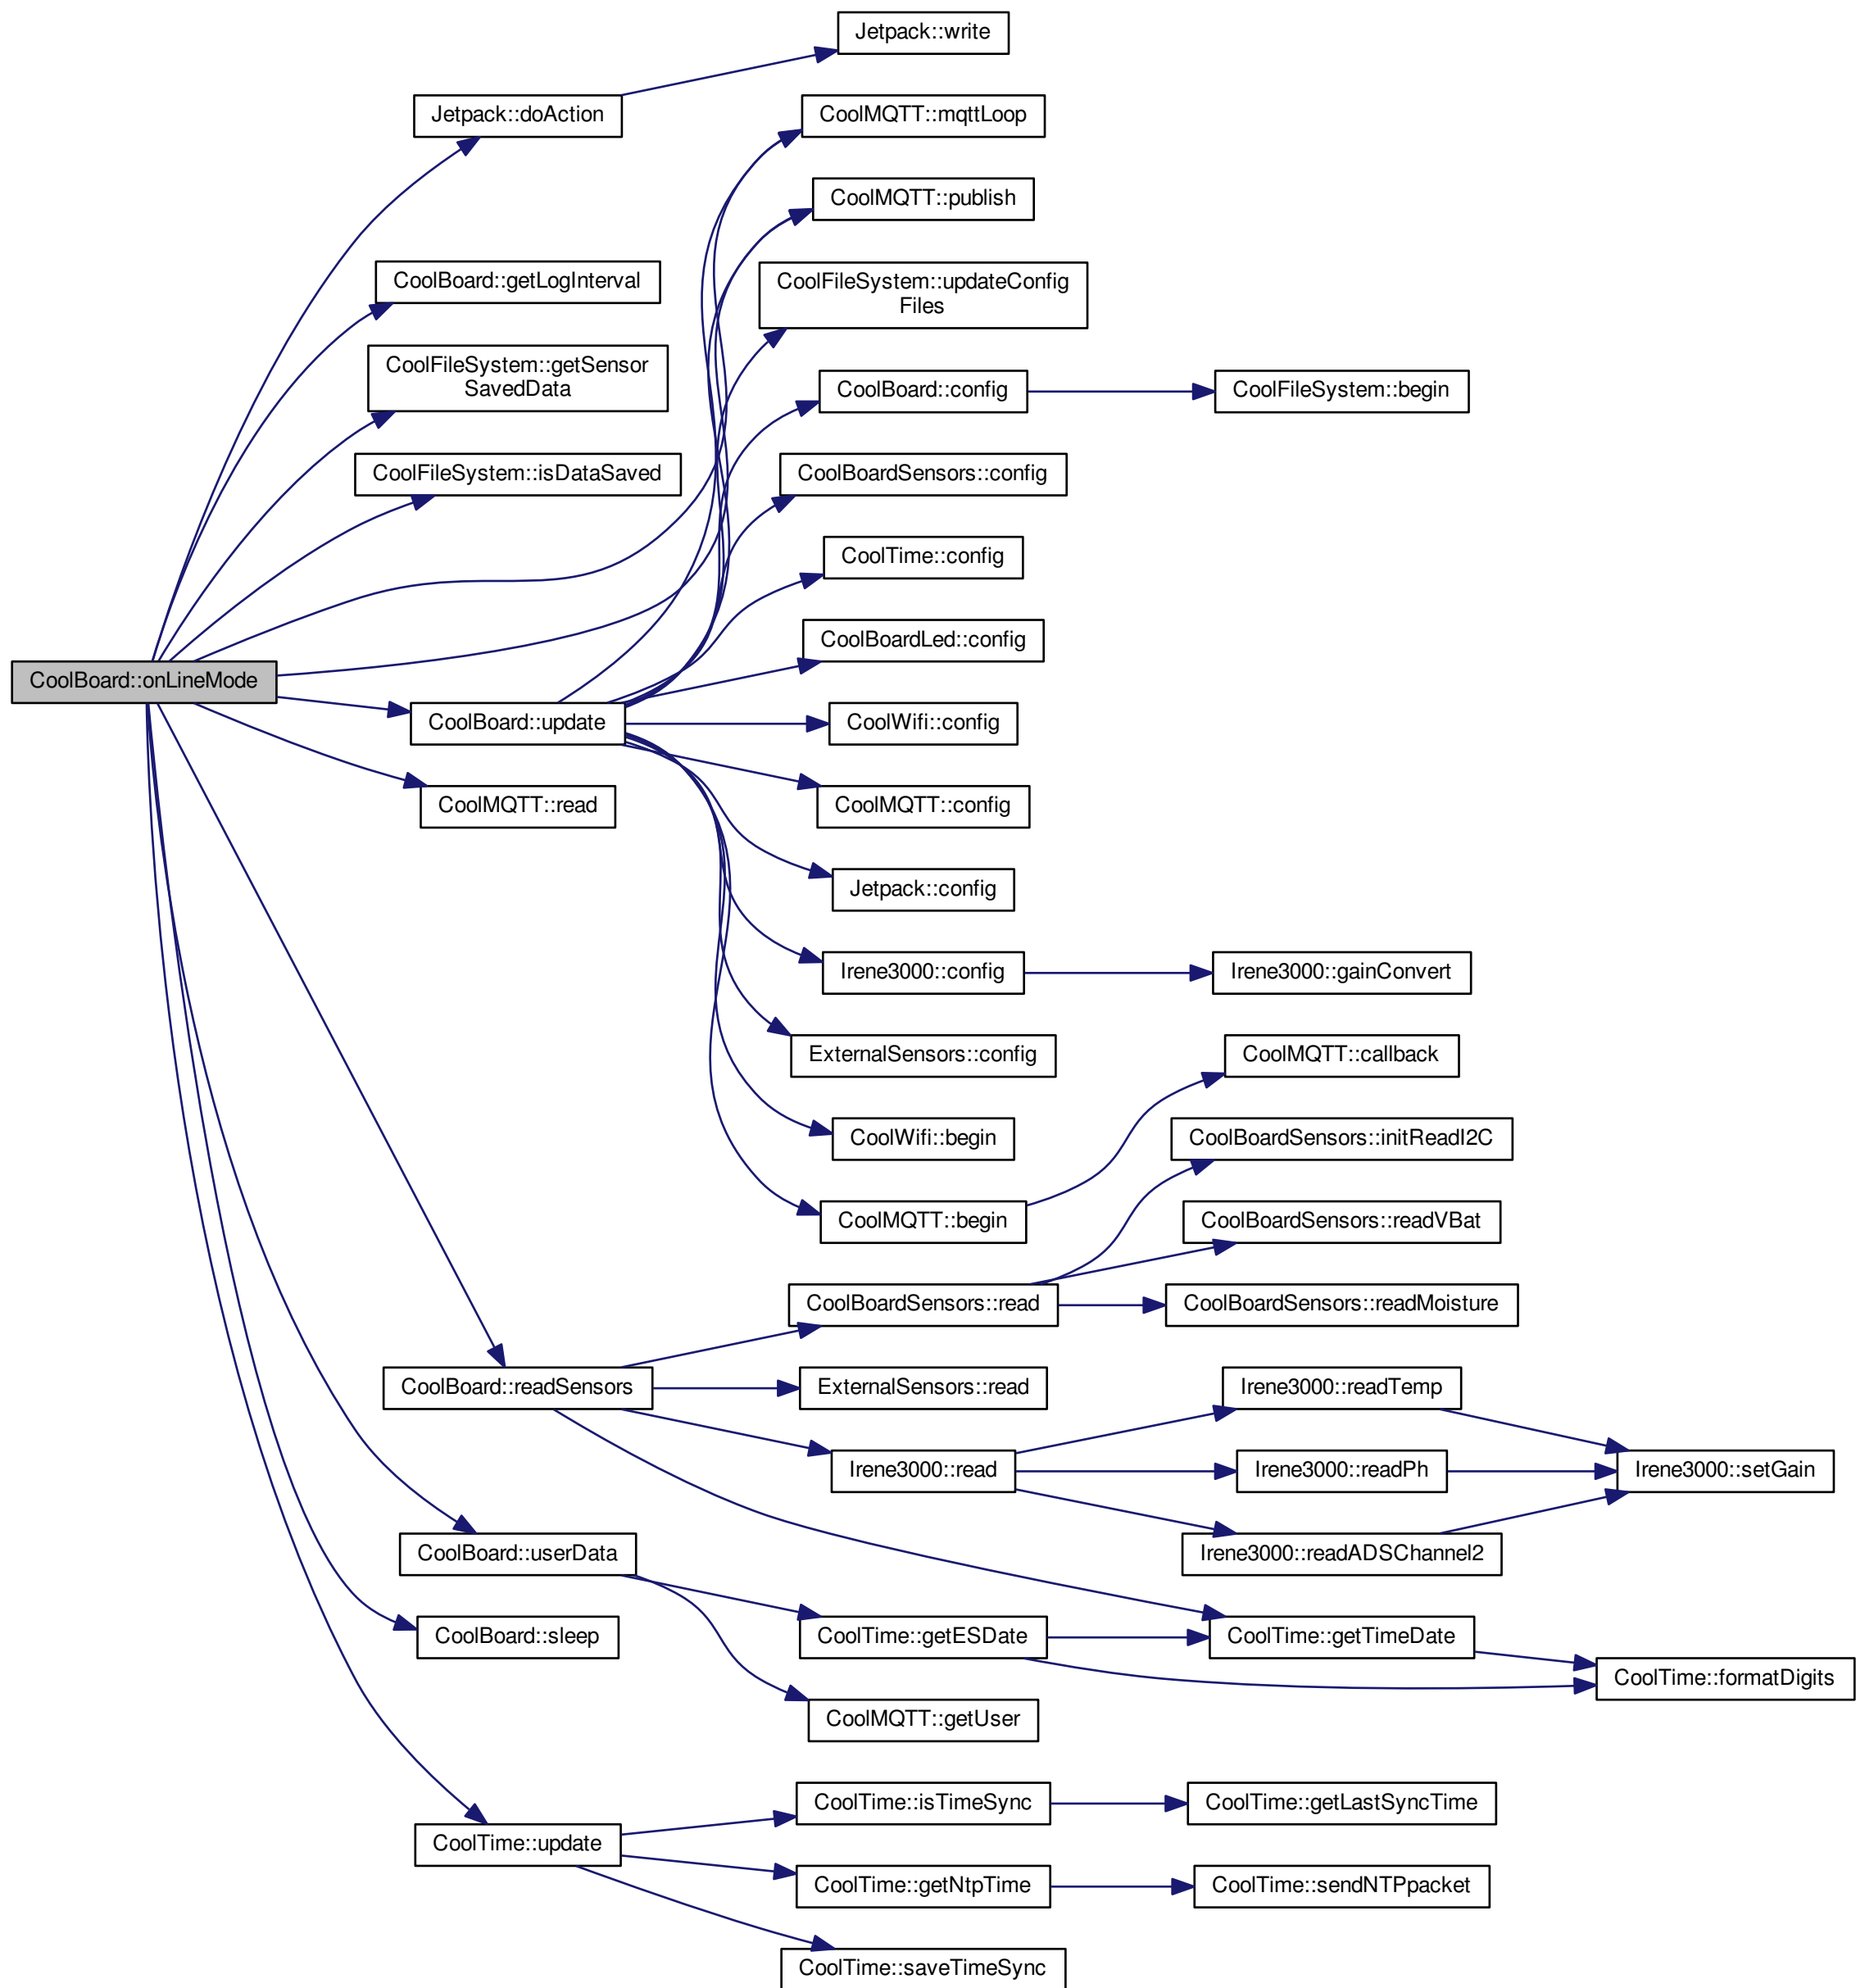 Jetpack::write
Jetpack::doAction
CoolMQTT::mqttLoop
CoolMQTT::publish
CoolBoard::getLogInterval
CoolFileSystem::updateConfig
Files
CoolFileSystem::getSensor
SavedData
CoolBoard::config
CoolFileSystem::begin
CoolFileSystem::isDataSaved
CoolBoardSensors::config
CoolTime::config
CoolBoardLed::config
CoolBoard::onLineMode
CoolBoard::update
CoolWifi::config
CoolMQTT::read
CoolMQTT::config
Jetpack::config
Irene3000::config
Irene3000::gainConvert
ExternalSensors::config
CoolMQTT::callback
CoolWifi::begin
CoolBoardSensors::initReadI2C
CoolMQTT::begin
CoolBoardSensors::readVBat
CoolBoardSensors::read
CoolBoardSensors::readMoisture
CoolBoard::readSensors
ExternalSensors::read
Irene3000::readTemp
Irene3000::read
Irene3000::readPh
Irene3000::setGain
CoolBoard::userData
Irene3000::readADSChannel2
CoolBoard::sleep
CoolTime::getESDate
CoolTime::getTimeDate
CoolTime::formatDigits
CoolMQTT::getUser
CoolTime::isTimeSync
CoolTime::getLastSyncTime
CoolTime::update
CoolTime::getNtpTime
CoolTime::sendNTPpacket
CoolTime::saveTimeSync